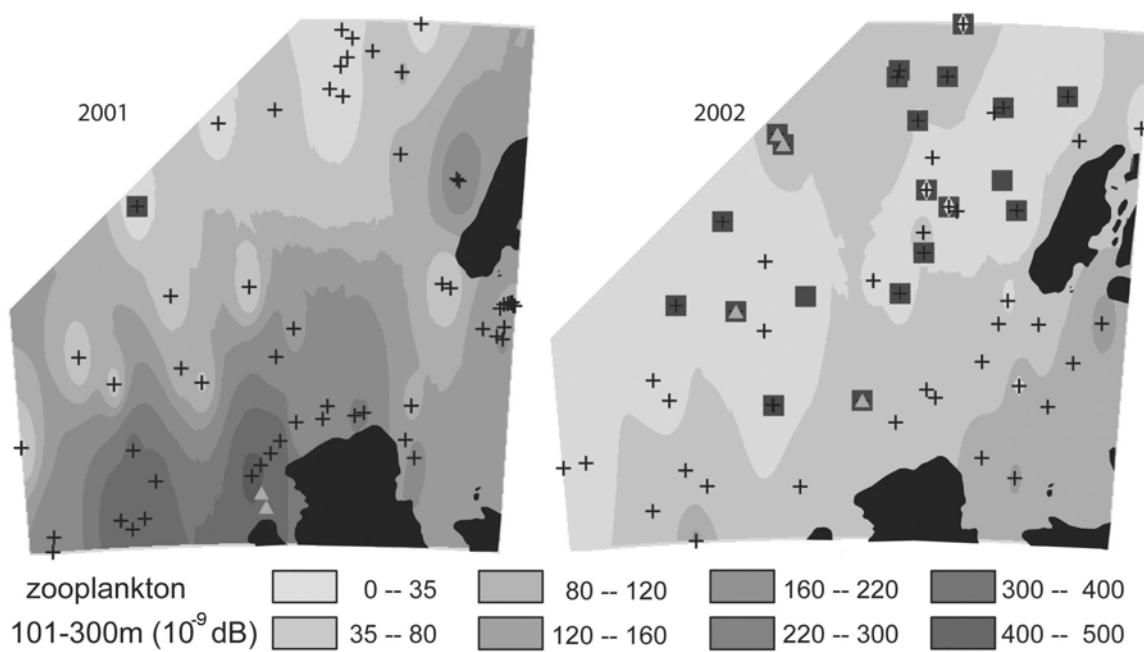 2001
2002
zooplankton
101-300m (10⁻⁹ dB)
0 -- 35
35 -- 80
80 -- 120
120 -- 160
160 -- 220
220 -- 300
300 -- 400
400 -- 500